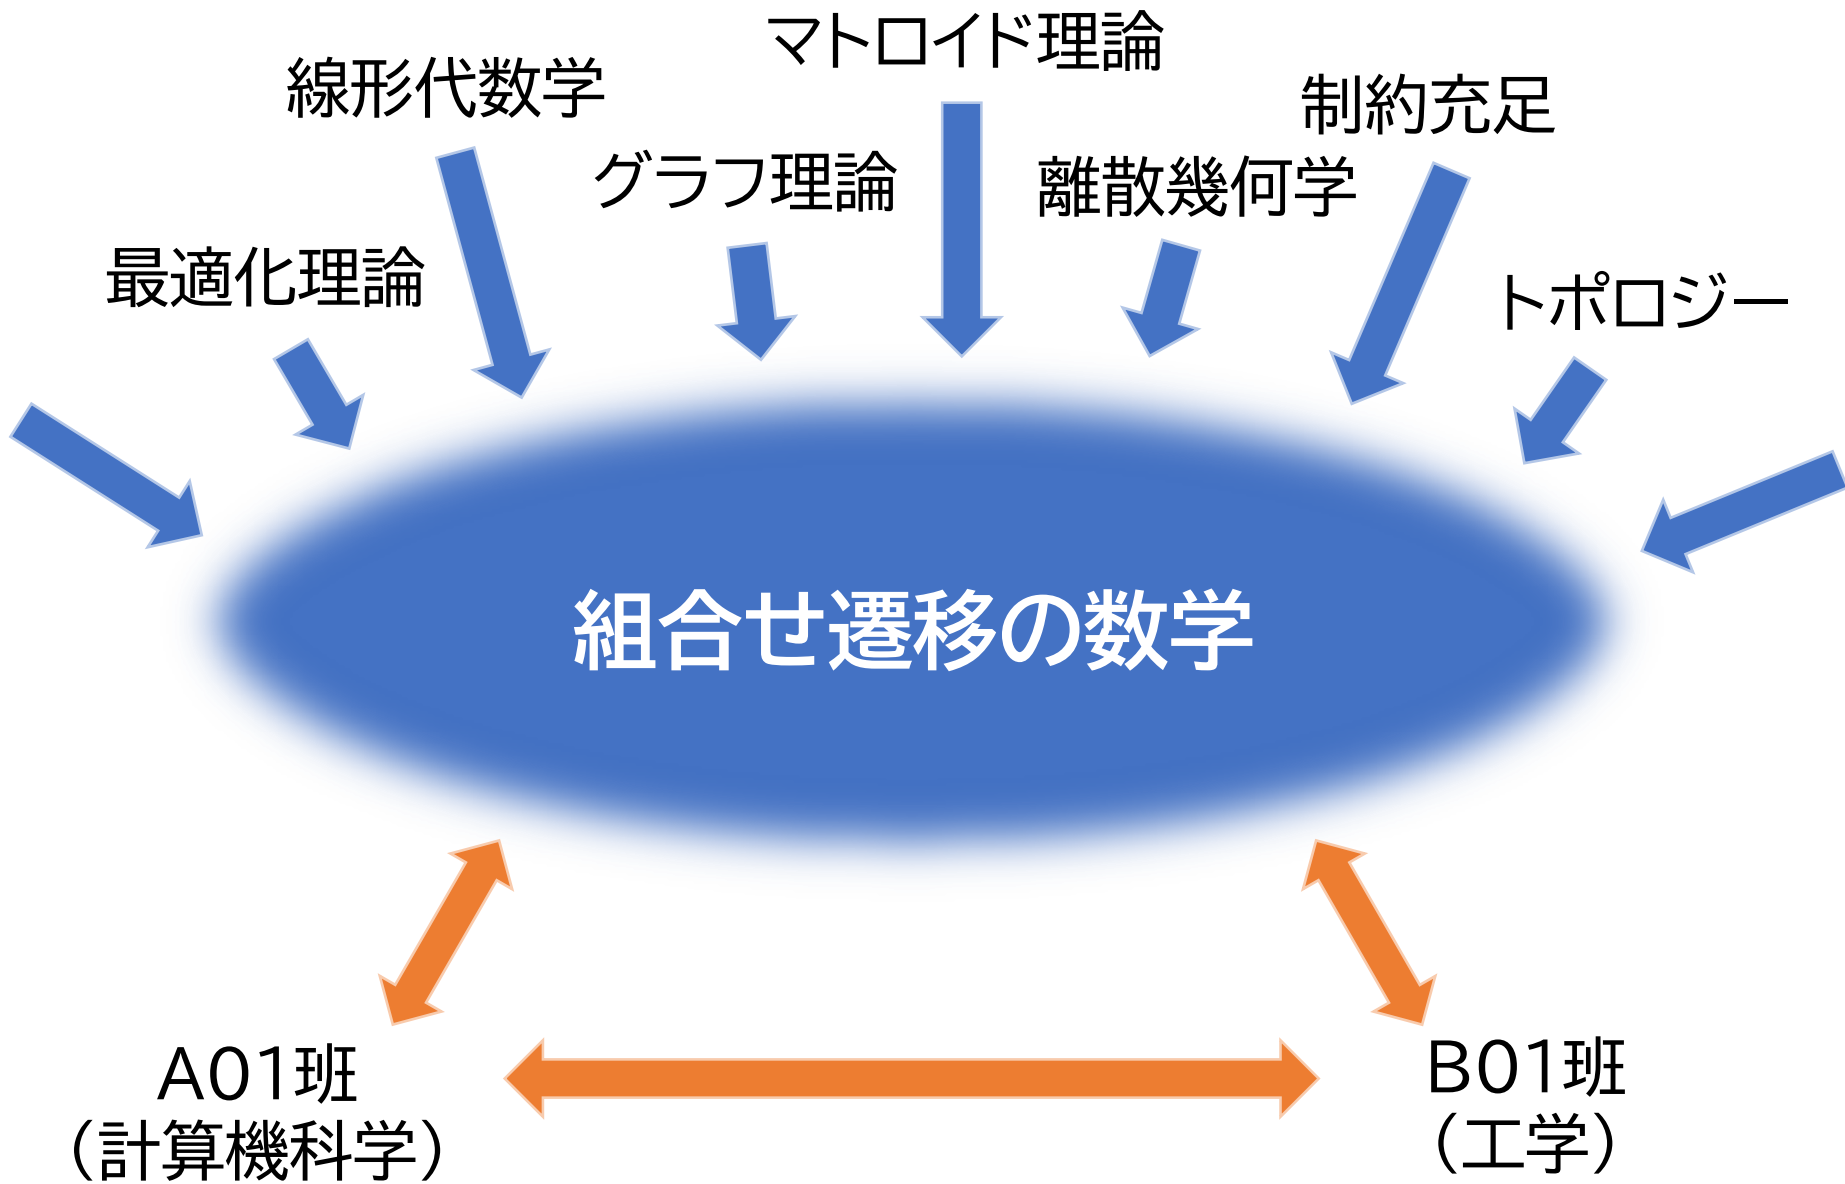 マトロイド理論
線形代数学
制約充足
グラフ理論
離散幾何学
最適化理論
トポロジー
組合せ遷移の数学
A01班
（計算機科学）
B01班
（工学）